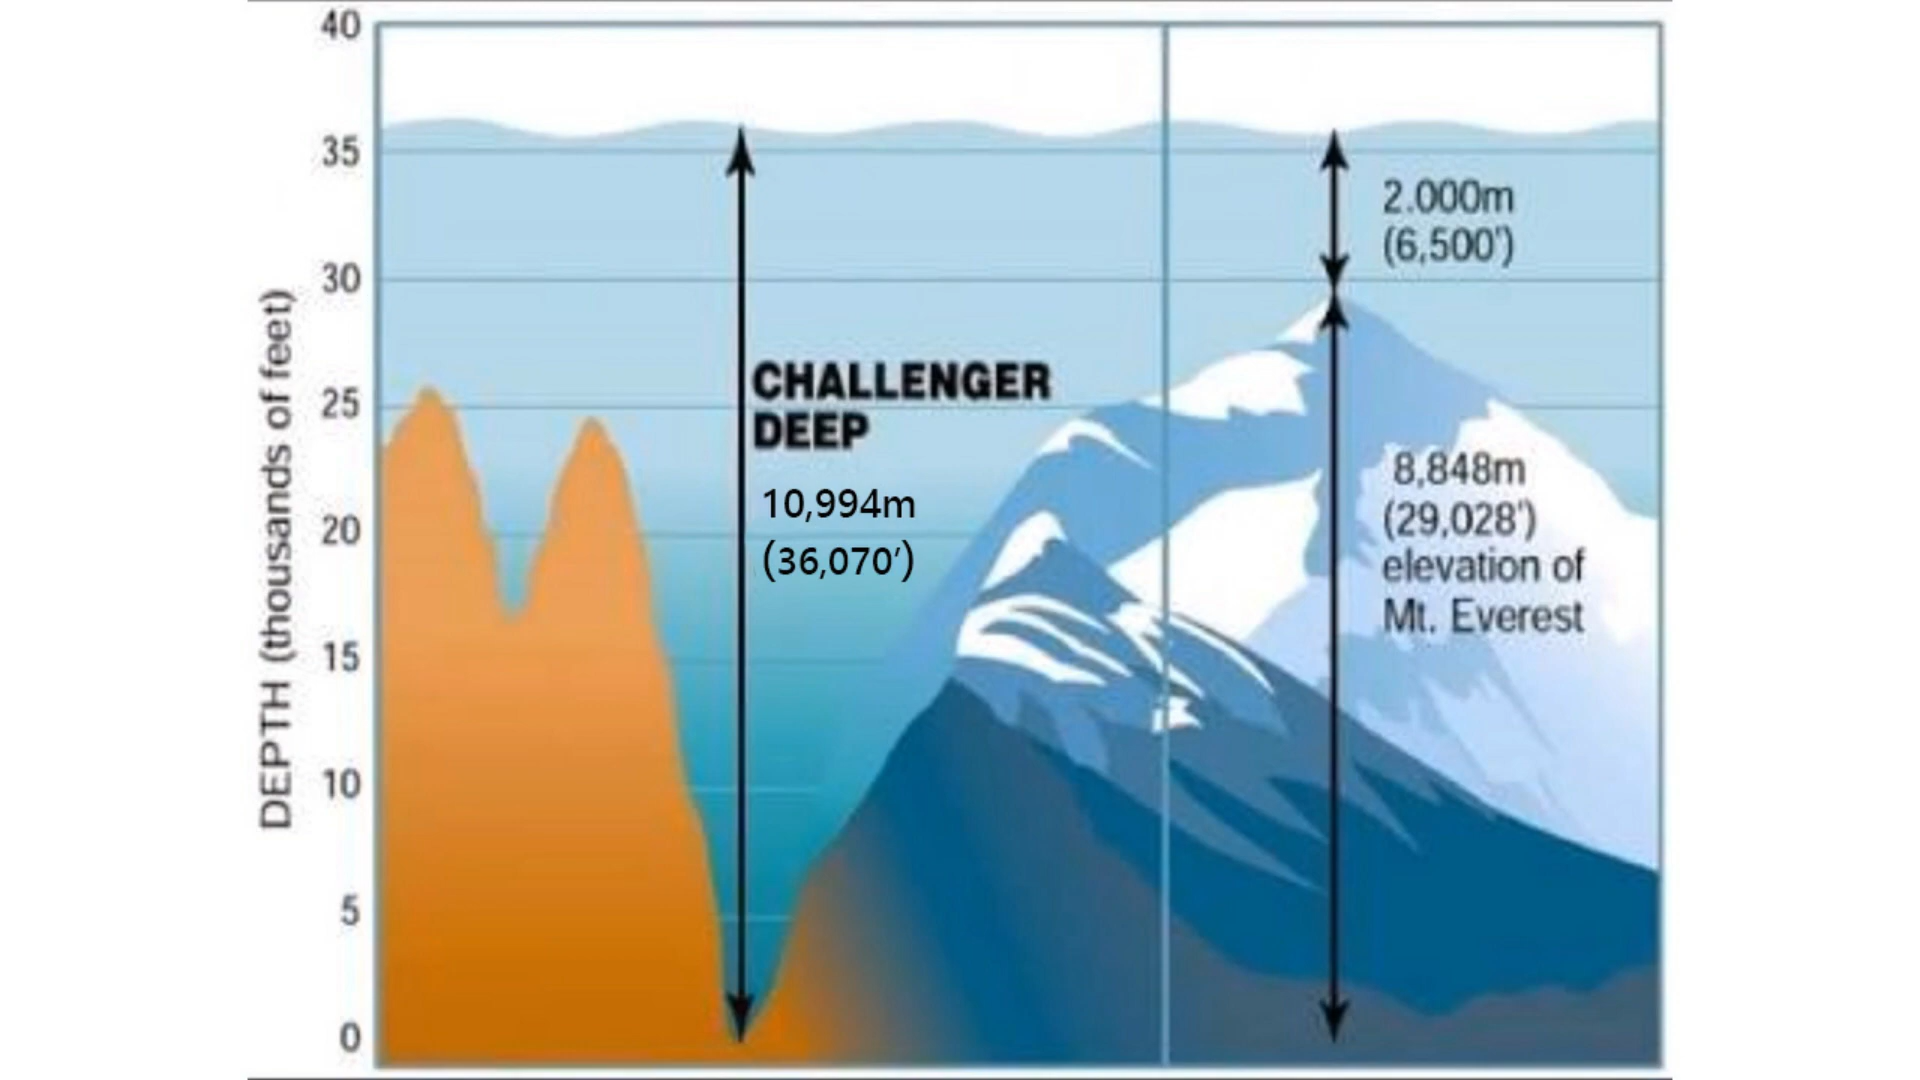 40
35
30
25
20
15
10
5
0
DEPTH (thousands of feet)
CHALLENGER
DEEP
10,994m
(36,070')
2.000m
(6,500')
8,848m
(29,028')
elevation of
Mt. Everest